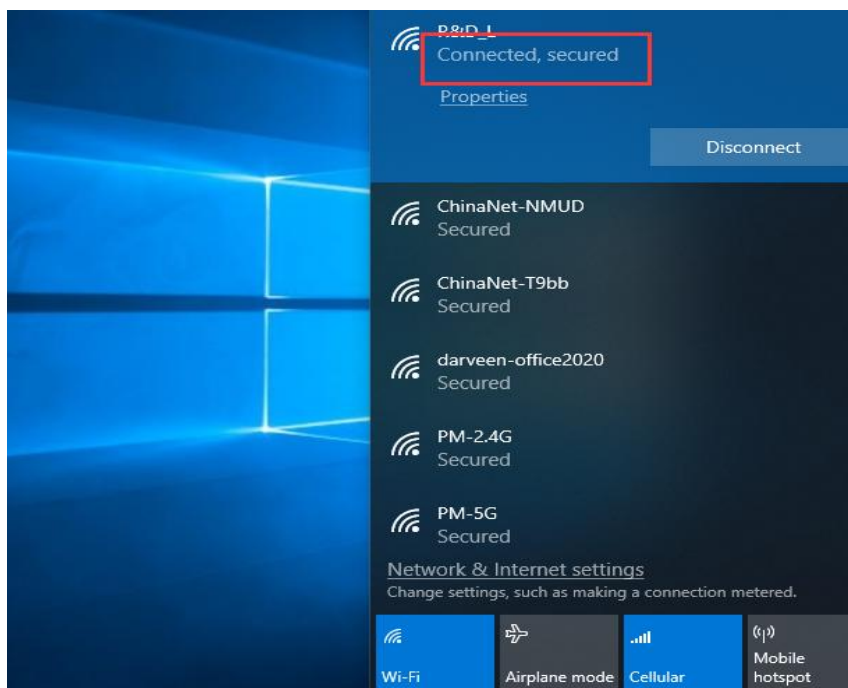 R&D_L
Connected, secured
Properties
Disconnect
ChinaNet-NMUD
Secured
ChinaNet-T9bb
Secured
darveen-office2020
Secured
PM-2.4G
Secured
PM-5G
Secured
Network & Internet settings
Change settings, such as making a connection metered.
Wi-Fi
Airplane mode
Cellular
Mobile
hotspot